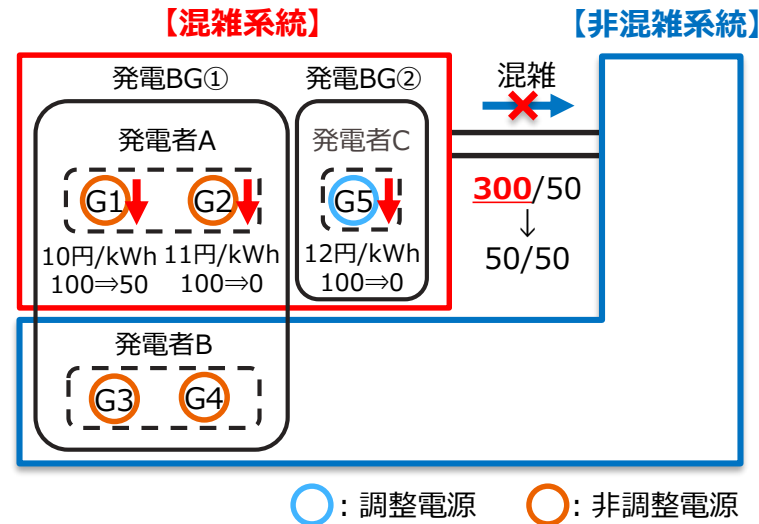 【混雑系統】
【非混雑系統】
発電BG①
発電BG②
混雑
発電者A
発電者C
G1
G2
G5
300/50
↓
50/50
10円/kWh
11円/kWh
12円/kWh
100⇒50
100⇒0
100⇒0
発電者B
G3
G4
：調整電源
：非調整電源